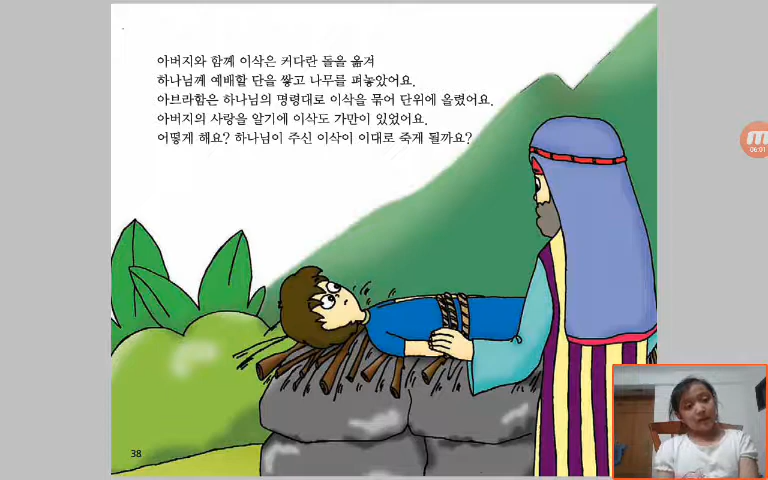 아버지와 함께 이삭은 커다란 돌을 옮겨
하나님께 예배할 단을 쌓고 나무를 펴놓았어요.
아브라함은 하나님의 명령대로 이삭을 묶어 단위에 올렸어요.
아버지의 사랑을 알기에 이삭도 가만이 있었어요.
어떻게 해요? 하나님이 주신 이삭이 이대로 죽게 될까요?
38
06:01